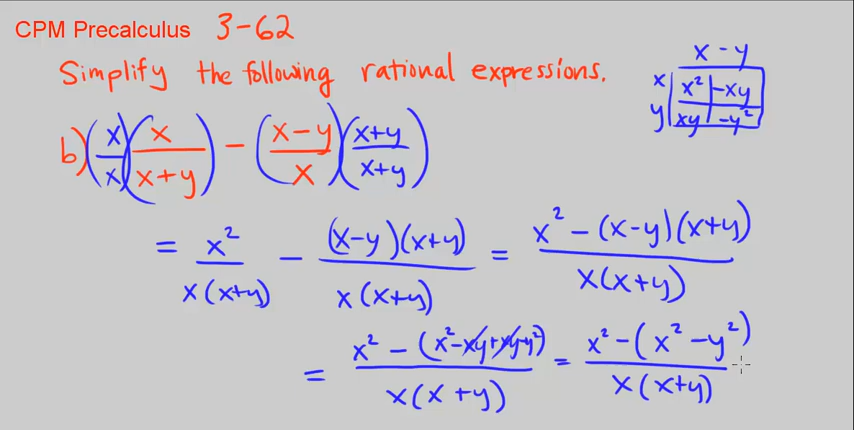 CPM Precalculus 3-62
Simplify the following rational expressions.
x - y
x | x² | -xy
y | xy | -y²
b) (x/x)(x/(x+y)) - ((x-y)/x)((x+y)/(x+y))
= x²/(x(x+y)) - (x-y)(x+y)/(x(x+y)) = (x² - (x-y)(x+y))/(x(x+y))
= (x² - (x² - xy + xy - y²))/(x(x+y)) = (x² - (x² - y²))/(x(x+y))